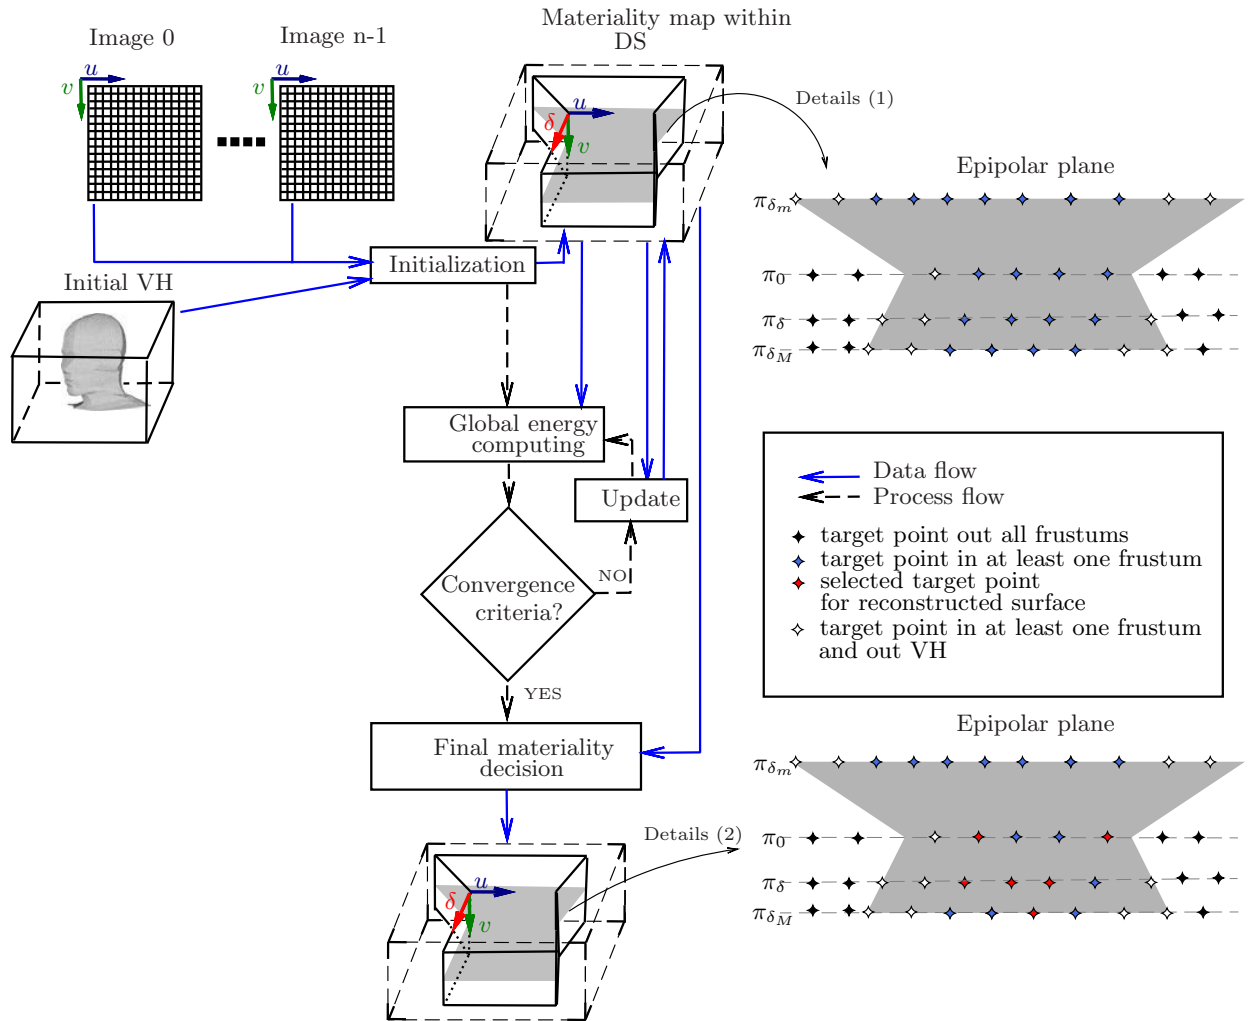 Materiality map within
DS
Image 0
Image n-1
u
v
u
v
u
δ
v
Details (1)
Epipolar plane
π_{δ_m}
π_0
π_δ
π_{δ_M}
Initialization
Initial VH
Global energy
computing
Update
Convergence
criteria?
NO
YES
Data flow
Process flow
target point out all frustums
target point in at least one frustum
selected target point
for reconstructed surface
target point in at least one frustum
and out VH
Final materiality
decision
Details (2)
Epipolar plane
π_{δ_m}
π_0
π_δ
π_{δ_M}
u
δ
v